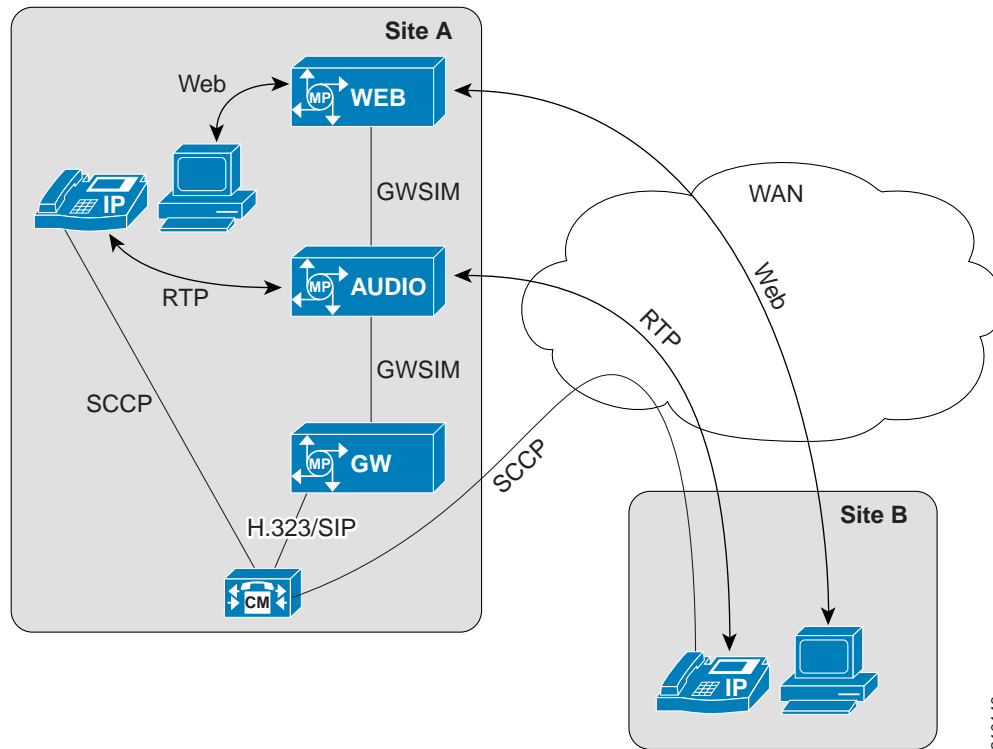 Site A
Web
MP WEB
IP
GWSIM
WAN
MP AUDIO
RTP
Web
RTP
GWSIM
SCCP
MP GW
SCCP
H.323/SIP
Site B
CM
IP